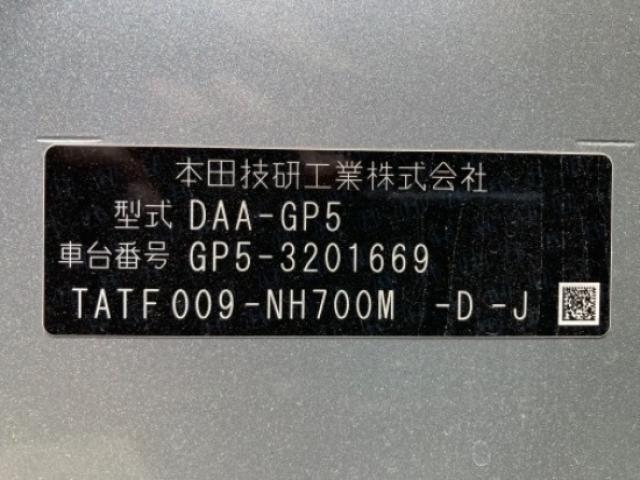 本田技研工業株式会社
型式 DAA-GP5
車台番号 GP5-3201669
TATF009-NH700M -D -J